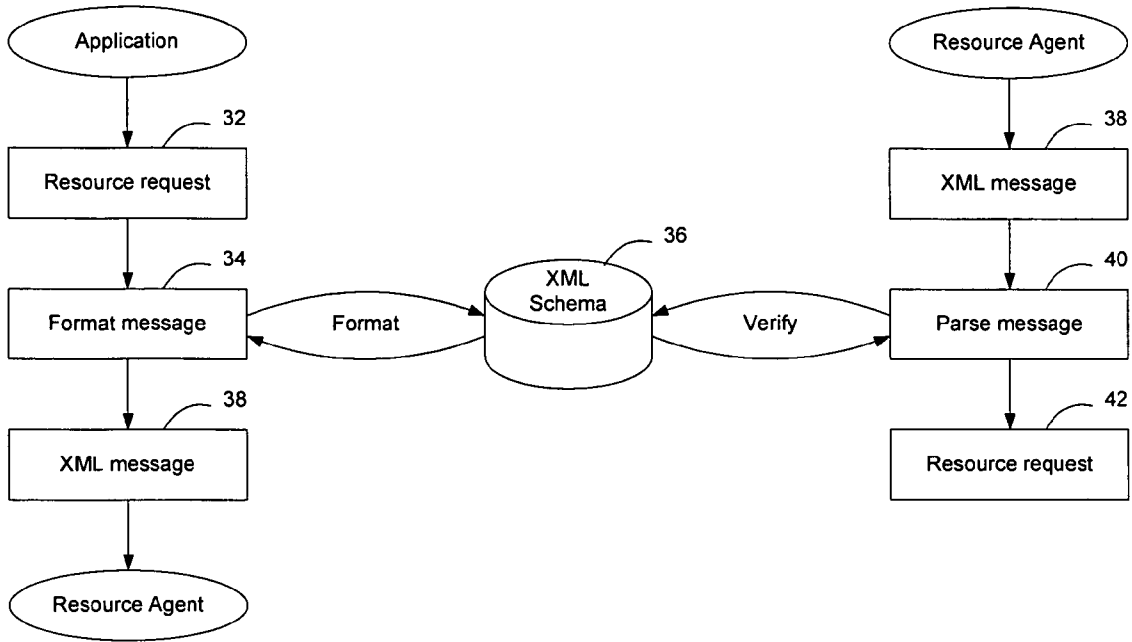 Application
32
Resource request
34
Format message
38
XML message
Resource Agent
Format
36
XML
Schema
Verify
Resource Agent
38
XML message
40
Parse message
42
Resource request